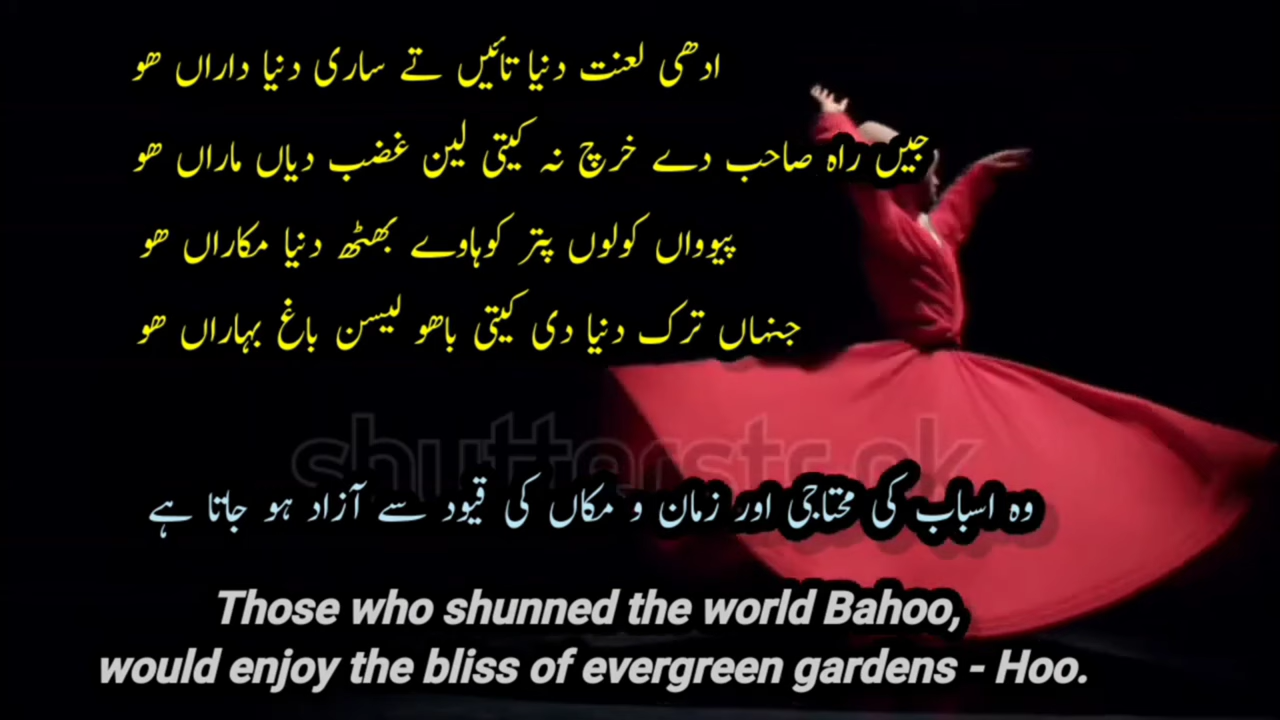 ادھی لعنت دنیا تائیں تے ساری دنیا داراں ھو
جیں راہ صاحب دے خرچ نہ کیتی لین غضب دیاں ماراں ھو
پیوواں کولوں پتر کوہاوے بھٹھ دنیا مکاراں ھو
جنہاں ترک دنیا دی کیتی باھو لیسن باغ بہاراں ھو
shutterstock
وہ اسباب کی محتاجی اور زمان و مکاں کی قیود سے آزاد ہو جاتا ہے
Those who shunned the world Bahoo,
would enjoy the bliss of evergreen gardens - Hoo.